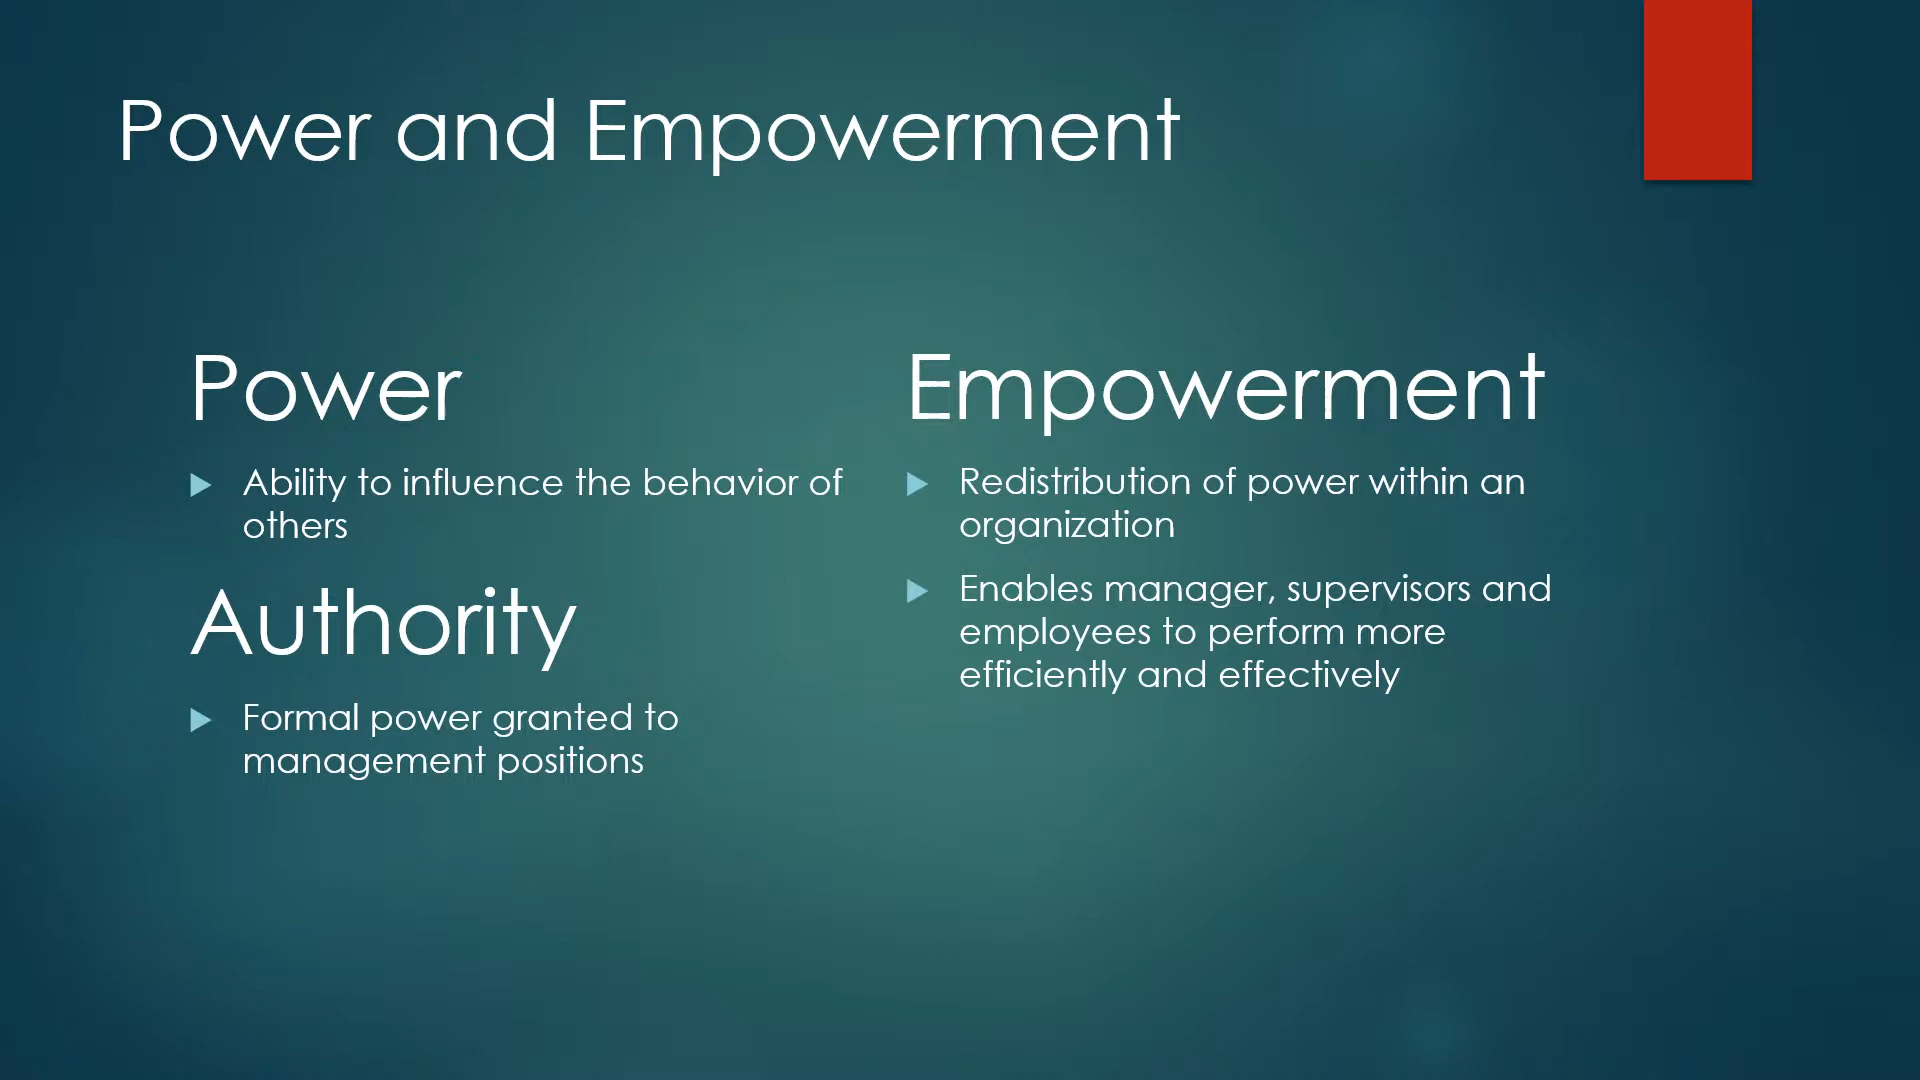 Power and Empowerment
Power
Ability to influence the behavior of
others
Authority
Formal power granted to
management positions
Empowerment
Redistribution of power within an
organization
Enables manager, supervisors and
employees to perform more
efficiently and effectively